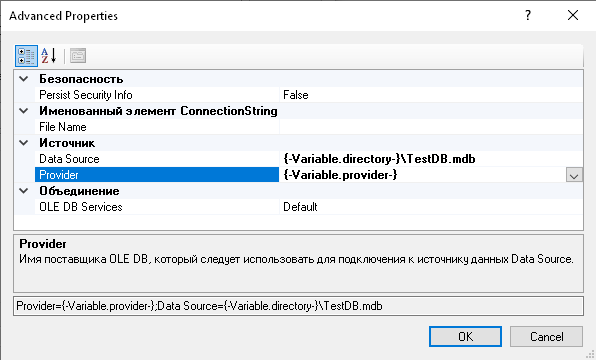 Advanced Properties
Безопасность
Persist Security Info False
Именованный элемент ConnectionString
File Name
Источник
Data Source {-Variable.directory-}\TestDB.mdb
Provider {-Variable.provider-}
Объединение
OLE DB Services Default
Provider
Имя поставщика OLE DB, который следует использовать для подключения к источнику данных Data Source.
Provider={-Variable.provider-};Data Source={-Variable.directory-}\TestDB.mdb
OK Cancel